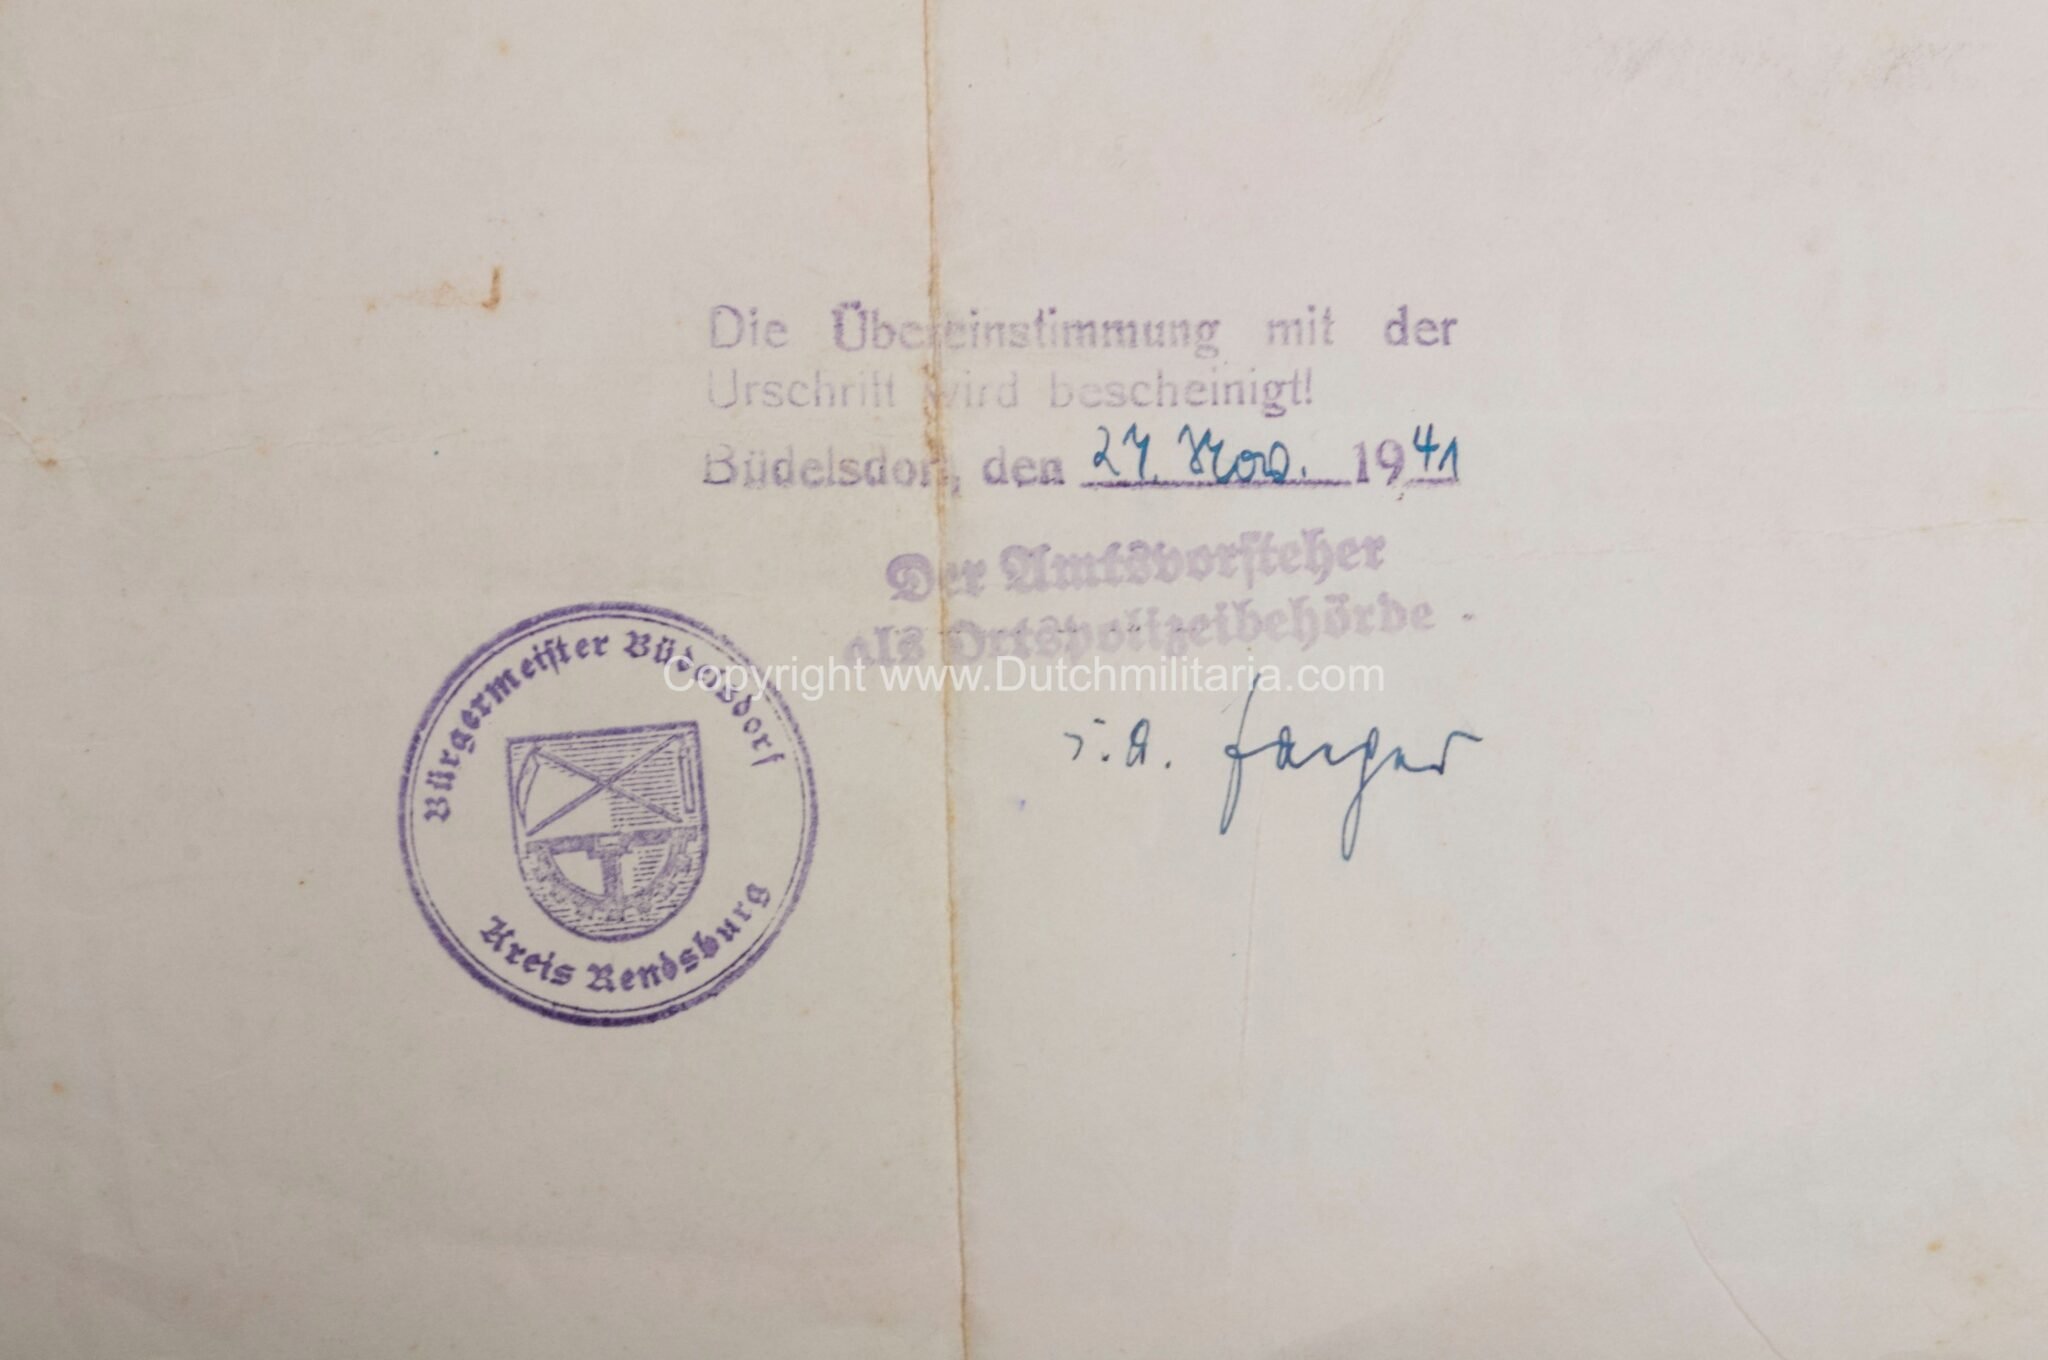 Die Übereinstimmung mit der
Urschrift wird bescheinigt!
Büdelsdorf, den 27. Nov. 1941
Der Amtsvorsteher
als Ortspolizeibehörde
Copyright www.Dutchmilitaria.com
i.A.
Bürgermeister Büdelsdorf
Kreis Rendsburg